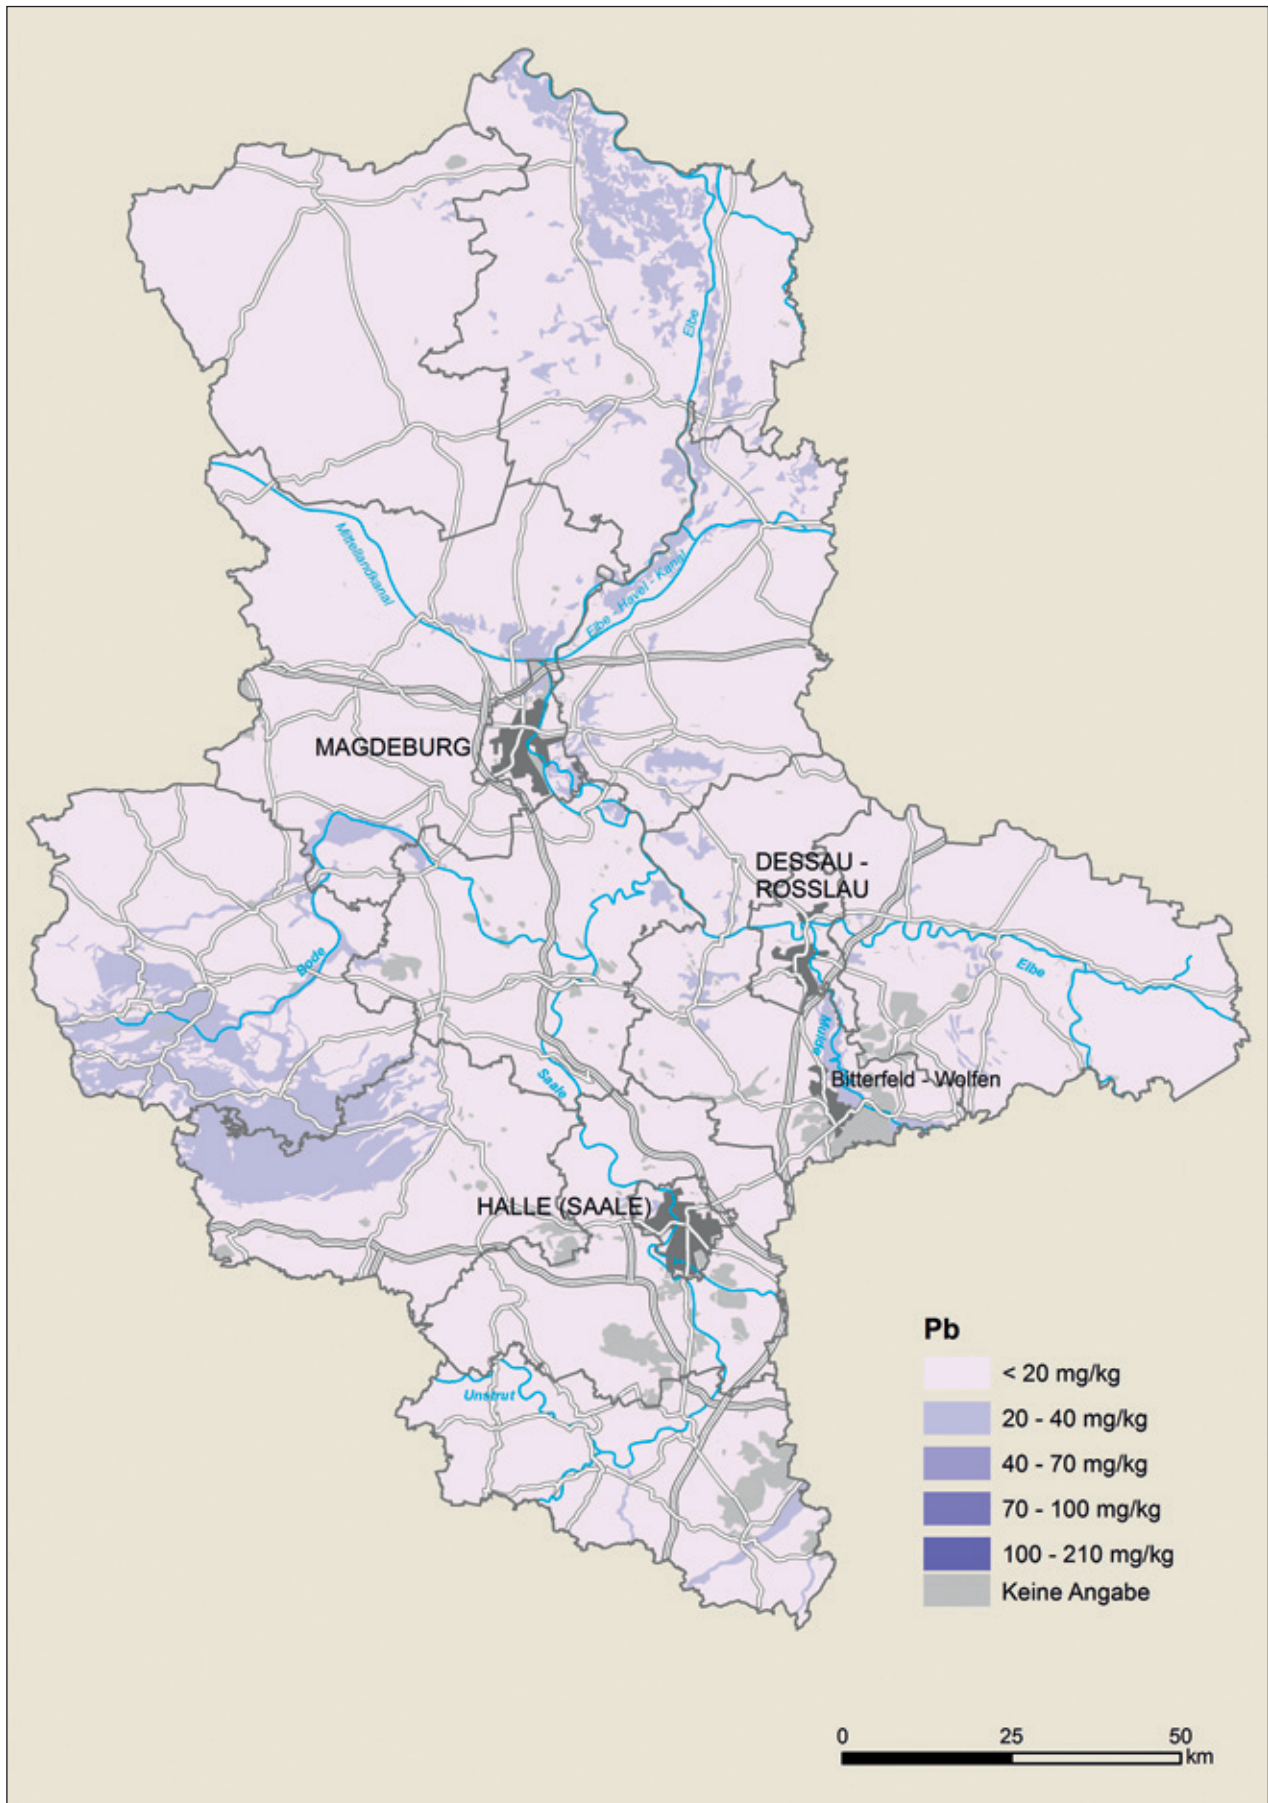 Elbe
Mittellandkanal
Elbe - Havel - Kanal
MAGDEBURG
DESSAU -
ROSSLAU
Bode
Elbe
Mulde
Saale
Bitterfeld - Wolfen
HALLE (SAALE)
Unstrut
Pb
< 20 mg/kg
20 - 40 mg/kg
40 - 70 mg/kg
70 - 100 mg/kg
100 - 210 mg/kg
Keine Angabe
0 25 50
km